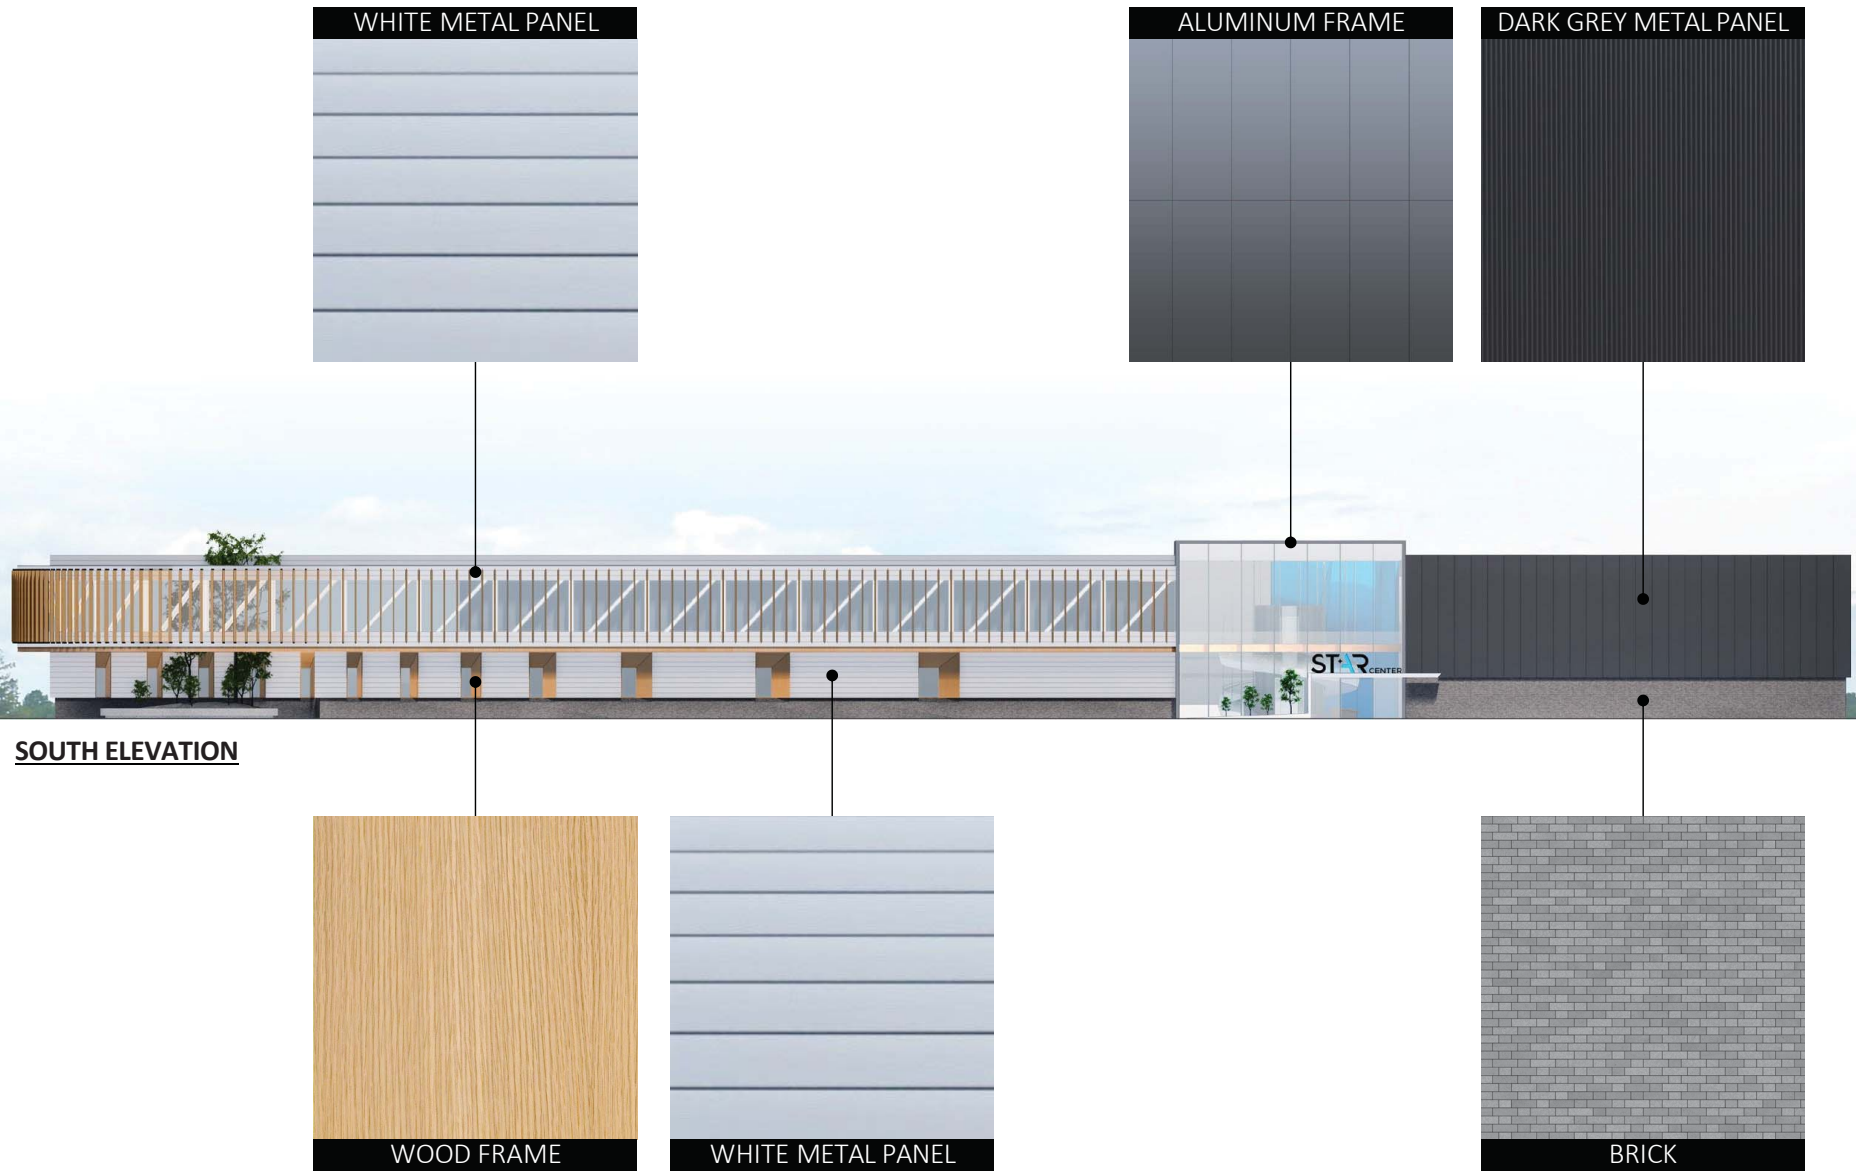 WHITE METAL PANEL
ALUMINUM FRAME
DARK GREY METAL PANEL
STAR CENTER
SOUTH ELEVATION
WOOD FRAME
WHITE METAL PANEL
BRICK